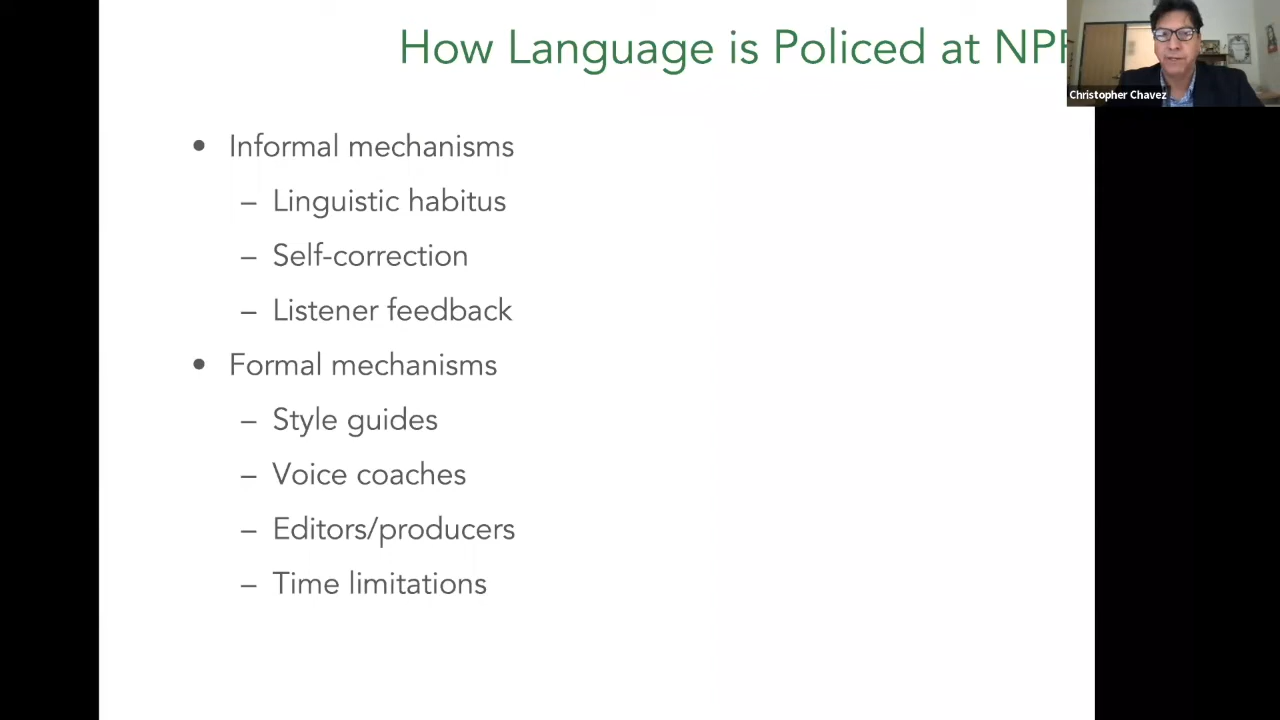 How Language is Policed at NPR
Christopher Chavez
• Informal mechanisms
– Linguistic habitus
– Self-correction
– Listener feedback
• Formal mechanisms
– Style guides
– Voice coaches
– Editors/producers
– Time limitations